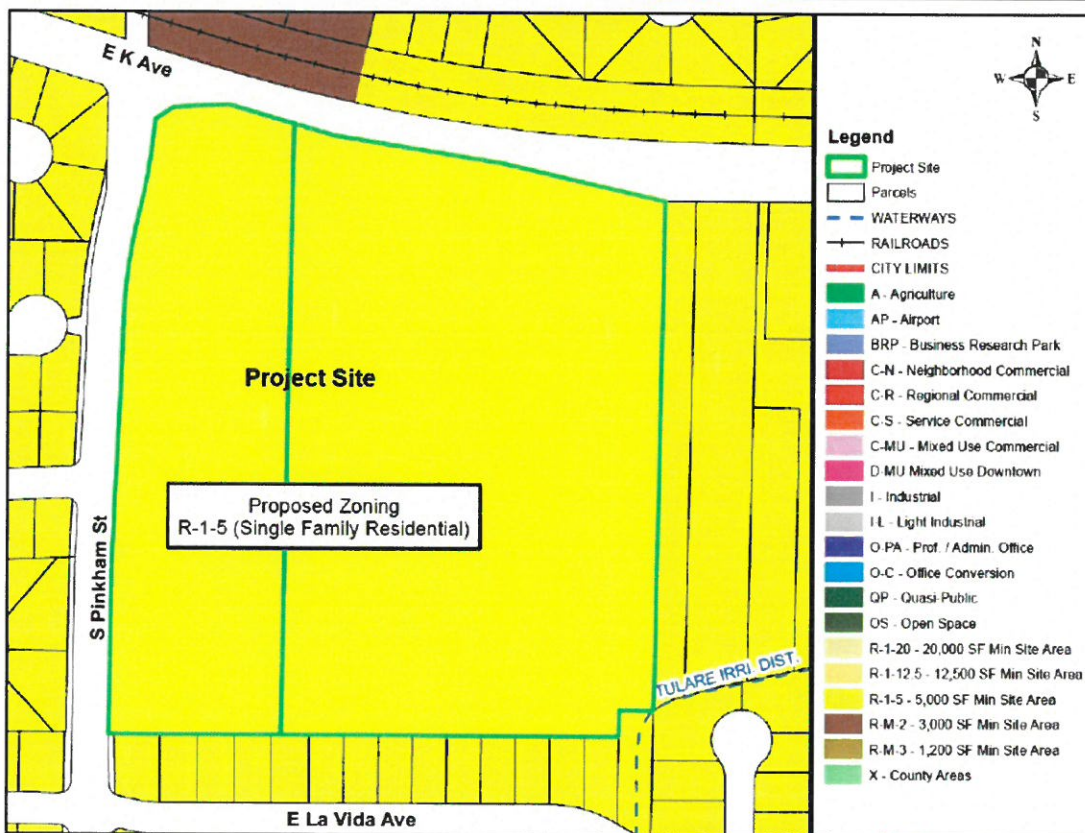 E K Ave
Project Site
Proposed Zoning
R-1-5 (Single Family Residential)
S Pinkham St
TULARE IRRI. DIST.
E La Vida Ave
N
W E
S
Legend
Project Site
Parcels
WATERWAYS
RAILROADS
CITY LIMITS
A - Agriculture
AP - Airport
BRP - Business Research Park
C-N - Neighborhood Commercial
C-R - Regional Commercial
C-S - Service Commercial
C-MU - Mixed Use Commercial
D-MU Mixed Use Downtown
I - Industrial
I-L - Light Industrial
O-PA - Prof. / Admin. Office
O-C - Office Conversion
QP - Quasi-Public
OS - Open Space
R-1-20 - 20,000 SF Min Site Area
R-1-12.5 - 12,500 SF Min Site Area
R-1-5 - 5,000 SF Min Site Area
R-M-2 - 3,000 SF Min Site Area
R-M-3 - 1,200 SF Min Site Area
X - County Areas